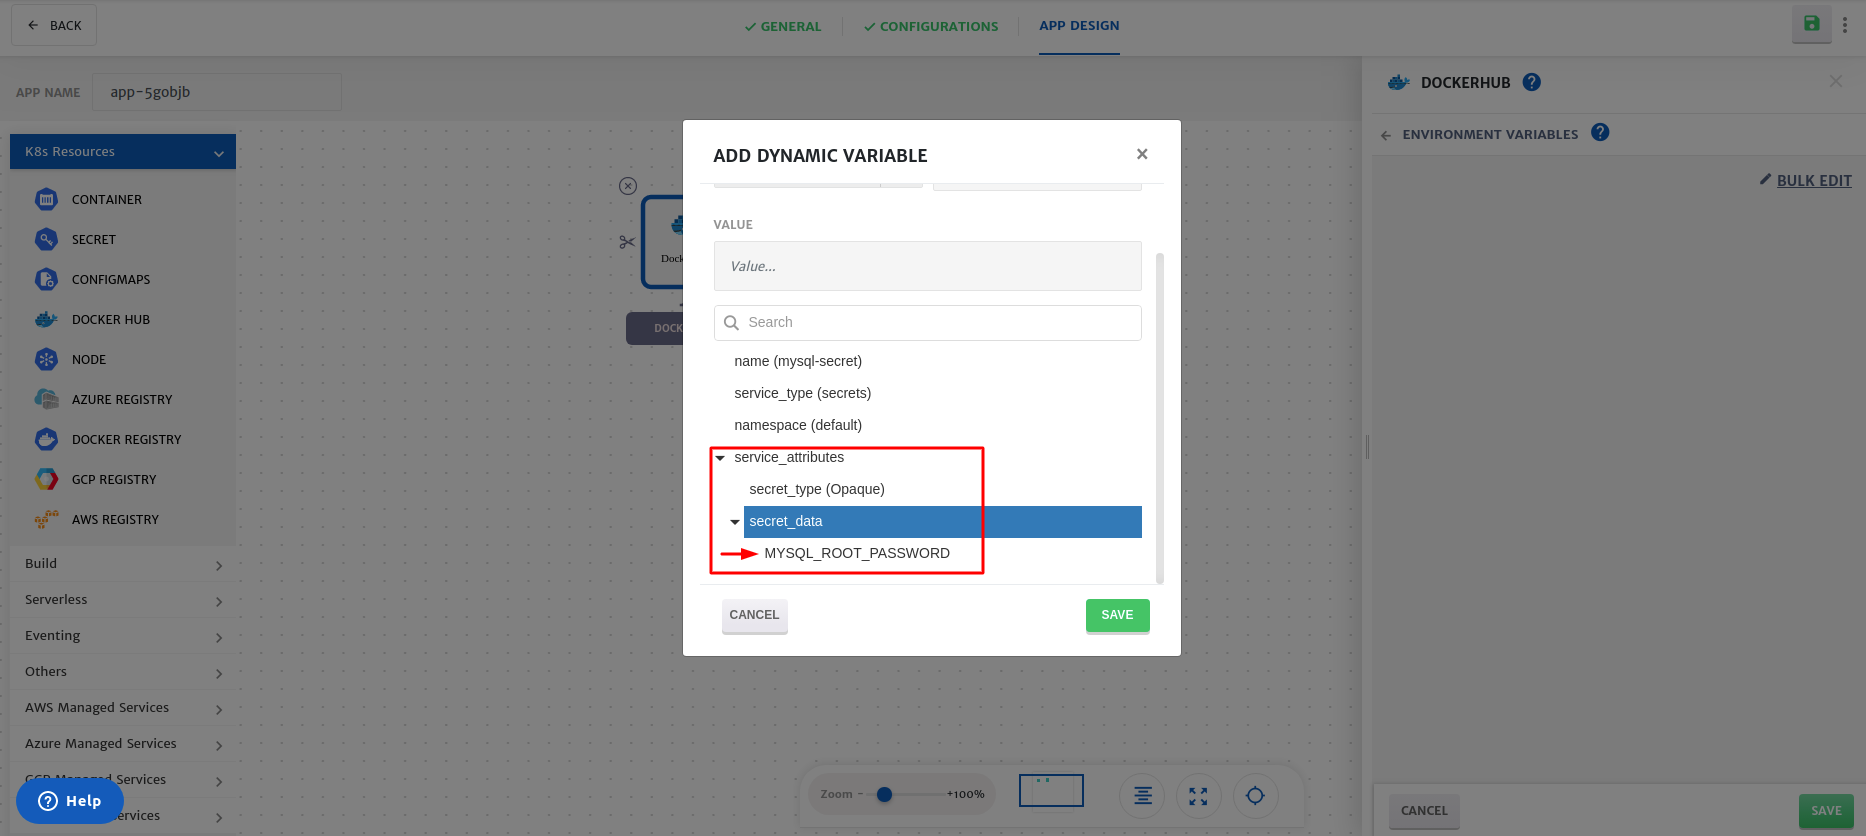 BACK
GENERAL
CONFIGURATIONS
APP DESIGN
APP NAME
app-5gobjb
K8s Resources
CONTAINER
SECRET
CONFIGMAPS
DOCKER HUB
NODE
AZURE REGISTRY
DOCKER REGISTRY
GCP REGISTRY
AWS REGISTRY
Build
Serverless
Eventing
Others
AWS Managed Services
Azure Managed Services
GCP Managed Services
ervices
Help
Dock
DOCK
ADD DYNAMIC VARIABLE
VALUE
Value...
Search
name (mysql-secret)
service_type (secrets)
namespace (default)
service_attributes
secret_type (Opaque)
secret_data
MYSQL_ROOT_PASSWORD
CANCEL
SAVE
Zoom
+100%
DOCKERHUB
ENVIRONMENT VARIABLES
BULK EDIT
CANCEL
SAVE